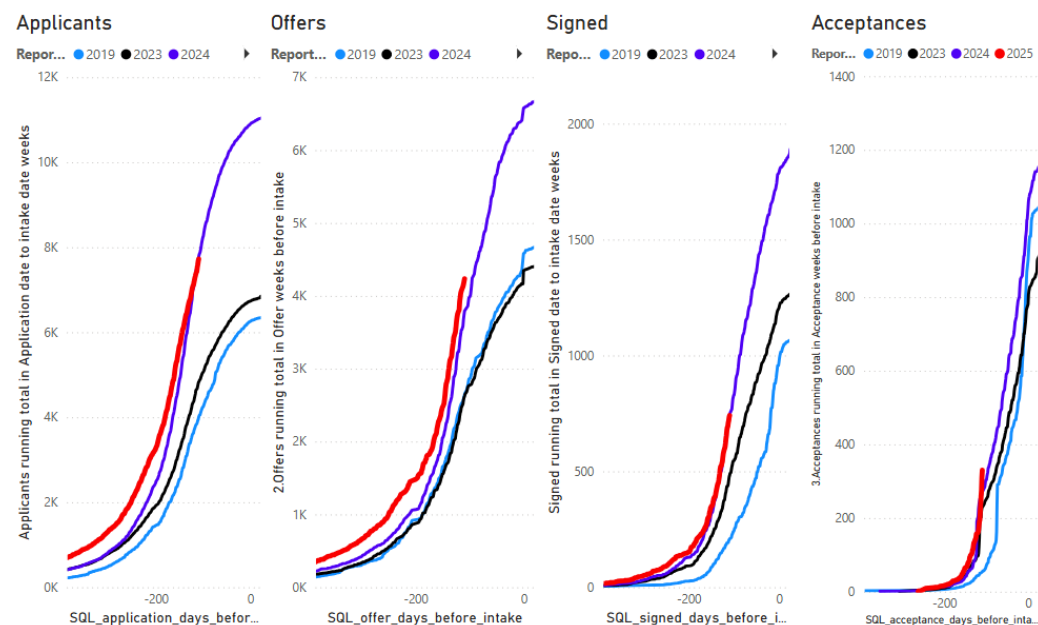 Applicants
Repor... 2019 2023 2024
12K
10K
8K
6K
4K
2K
0K
-200 0
Applicants running total in Application date to intake date weeks
SQL_application_days_befor...
Offers
Report... 2019 2023 2024
7K
6K
5K
4K
3K
2K
1K
0K
-200 0
2.Offers running total in Offer weeks before intake
SQL_offer_days_before_intake
Signed
Repo... 2019 2023 2024
2000
1500
1000
500
0
-200 0
Signed running total in Signed date to intake date weeks
SQL_signed_days_before_i...
Acceptances
Repor... 2019 2023 2024 2025
1400
1200
1000
800
600
400
200
0
-200 -100 0
3.Acceptances running total in Acceptance weeks before intake
SQL_acceptance_days_before_inta...